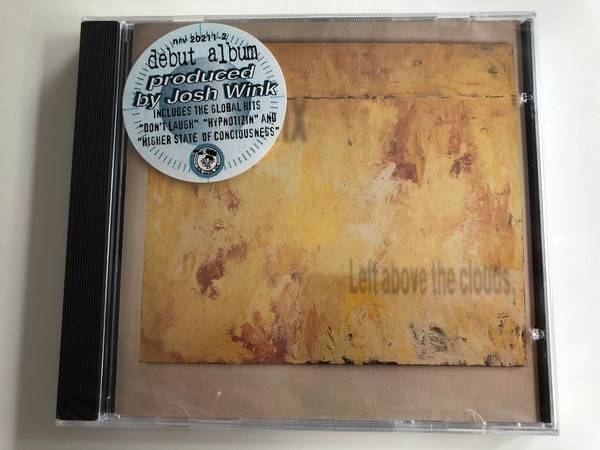 20211-2
debut album
produced
by Josh Wink
INCLUDES THE GLOBAL HITS
"DON'T LAUGH" "HYPNOTIZIN" AND
"HIGHER STATE OF CONCIOUSNESS"
Left above the clouds.